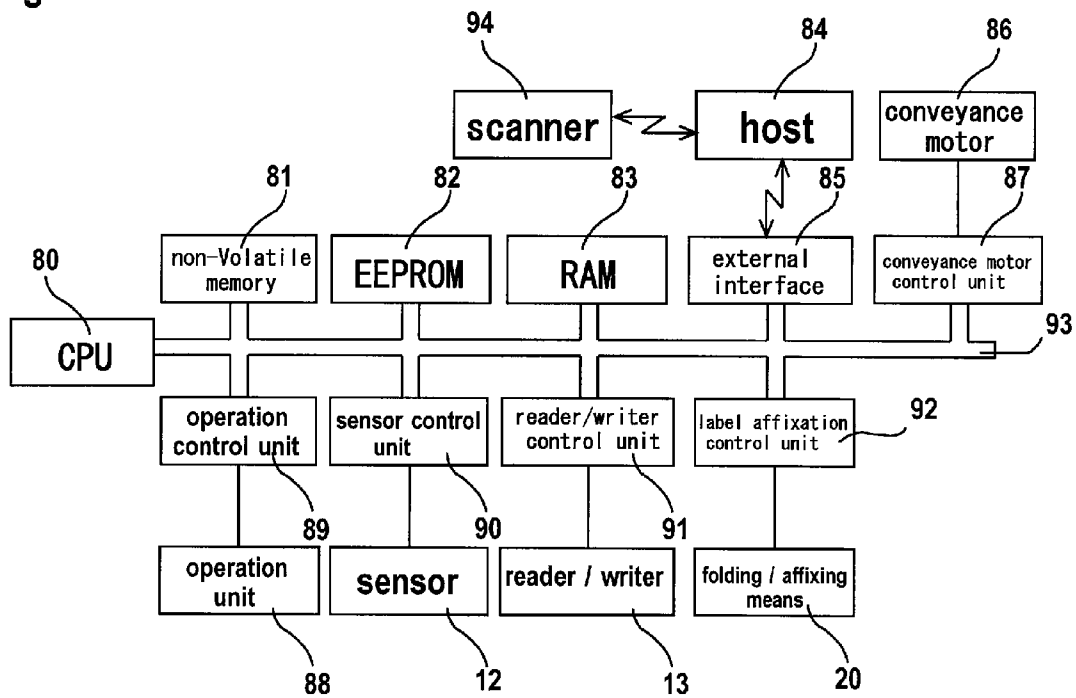 94
84
86
scanner
host
conveyance
motor
81
82
83
85
87
80
non-Volatile
memory
EEPROM
RAM
external
interface
conveyance motor
control unit
CPU
93
operation
control unit
sensor control
unit
reader/writer
control unit
label affixation
control unit
92
89
90
91
operation
unit
sensor
reader / writer
folding / affixing
means
88
12
13
20